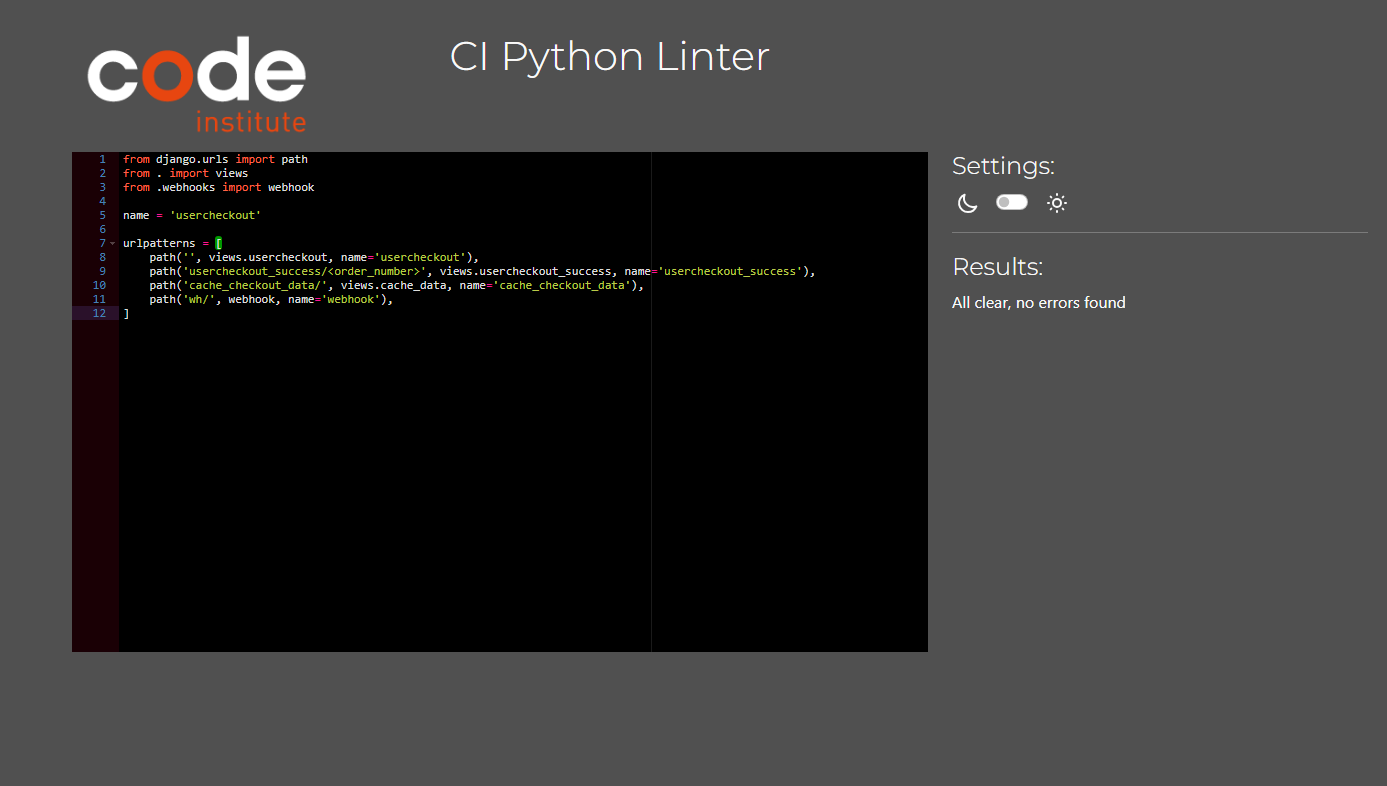 code
institute
CI Python Linter
1 from django.urls import path
2 from . import views
3 from .webhooks import webhook
4
5 name = 'usercheckout'
6
7 urlpatterns = [
8     path('', views.usercheckout, name='usercheckout'),
9     path('usercheckout_success/<order_number>', views.usercheckout_success, name='usercheckout_success'),
10     path('cache_checkout_data/', views.cache_data, name='cache_checkout_data'),
11     path('wh/', webhook, name='webhook'),
12 ]
Settings:
Results:
All clear, no errors found